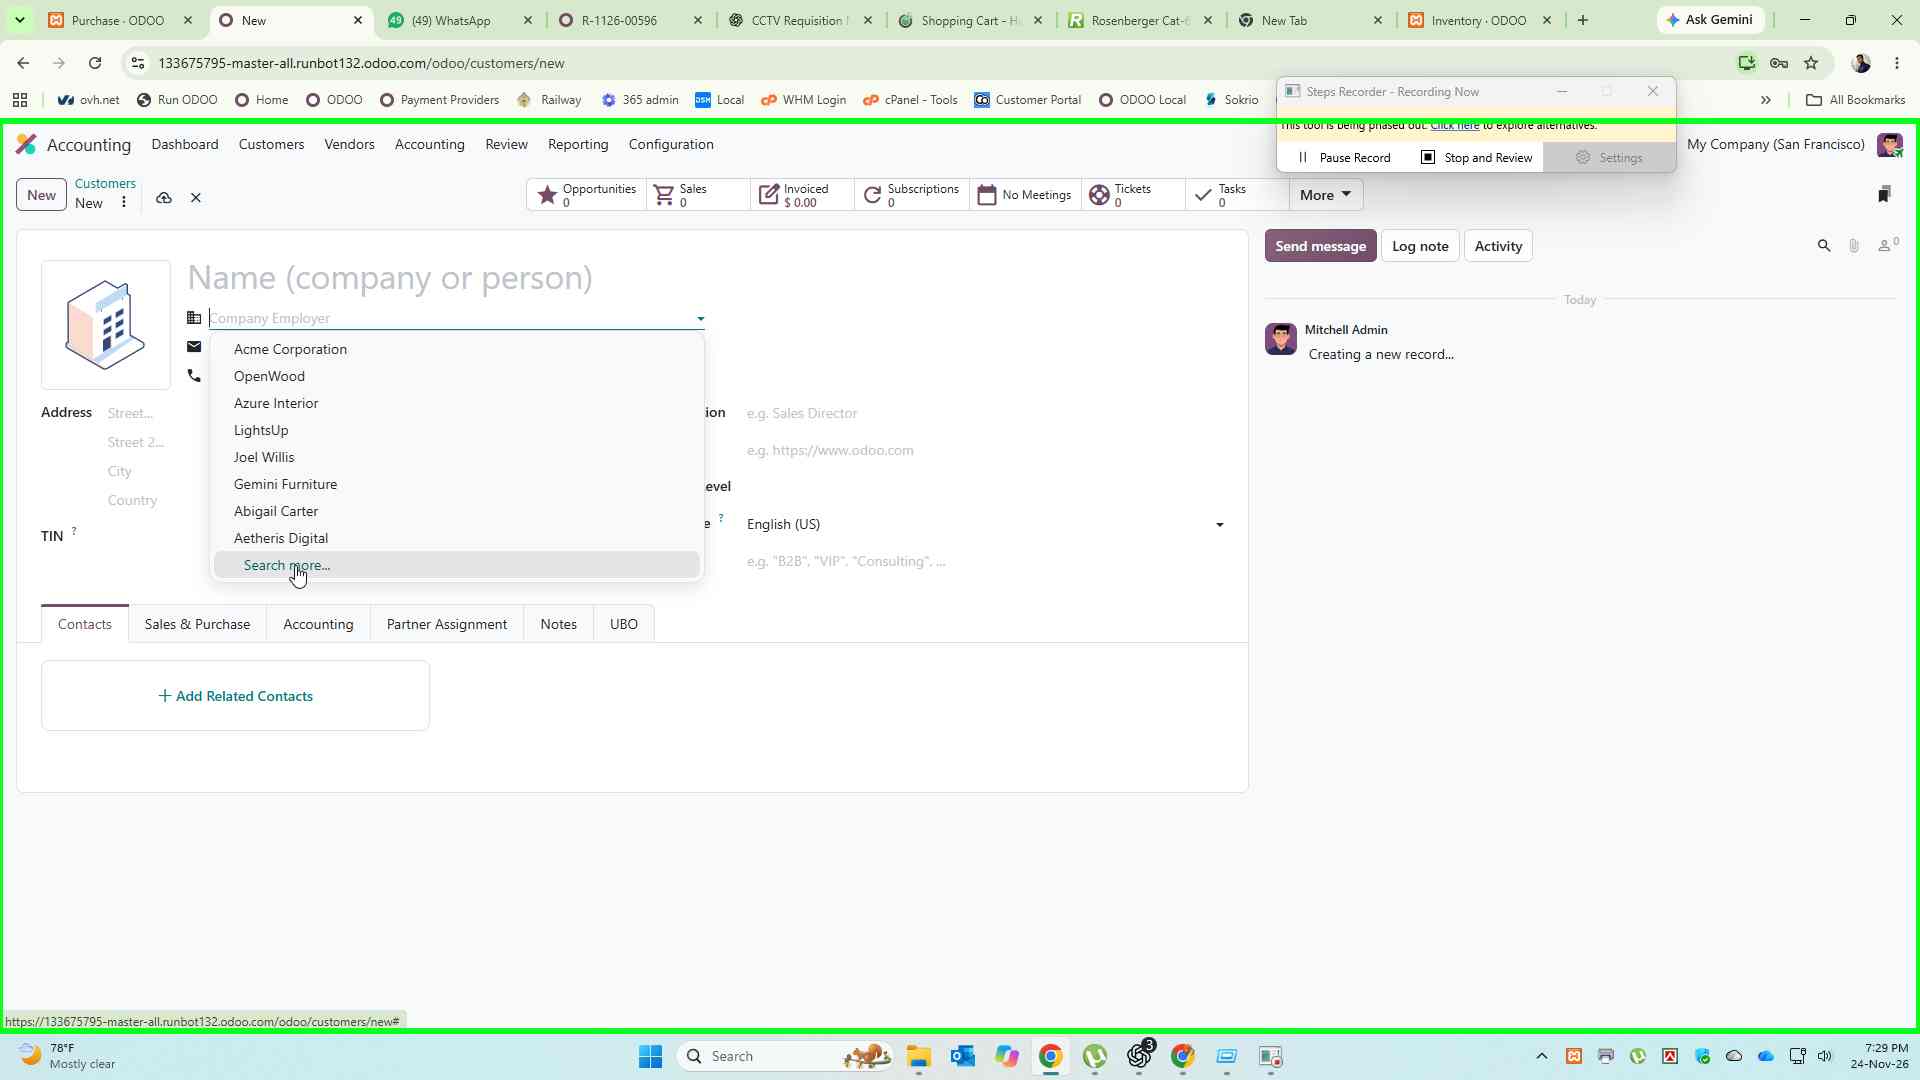 Purchase · ODOO
New
49 (49) WhatsApp
R-1126-00596
CCTV Requisition
Shopping Cart - H
Rosenberger Cat-6
New Tab
Inventory · ODOO
Ask Gemini
133675795-master-all.runbot132.odoo.com/odoo/customers/new
ovh.net
Run ODOO
Home
ODOO
Payment Providers
Railway
365 admin
DSM Local
WHM Login
cPanel - Tools
Customer Portal
ODOO Local
Sokrio
All Bookmarks
Steps Recorder - Recording Now
This tool is being phased out. Click here to explore alternatives.
Pause Record
Stop and Review
Settings
Accounting
Dashboard
Customers
Vendors
Accounting
Review
Reporting
Configuration
My Company (San Francisco)
New
Customers
New
Opportunities
0
Sales
0
Invoiced
$ 0.00
Subscriptions
0
No Meetings
Tickets
0
Tasks
0
More
Name (company or person)
Company Employer
Acme Corporation
OpenWood
Azure Interior
LightsUp
Joel Willis
Gemini Furniture
Abigail Carter
Aetheris Digital
Search more...
Address
Street...
Street 2...
City
Country
TIN ?
ion
e.g. Sales Director
e.g. https://www.odoo.com
evel
e ?
English (US)
e.g. "B2B", "VIP", "Consulting", ...
Contacts
Sales & Purchase
Accounting
Partner Assignment
Notes
UBO
+ Add Related Contacts
Send message
Log note
Activity
0
Today
Mitchell Admin
Creating a new record...
https://133675795-master-all.runbot132.odoo.com/odoo/customers/new#
78°F
Mostly clear
Search
3
7:29 PM
24-Nov-26